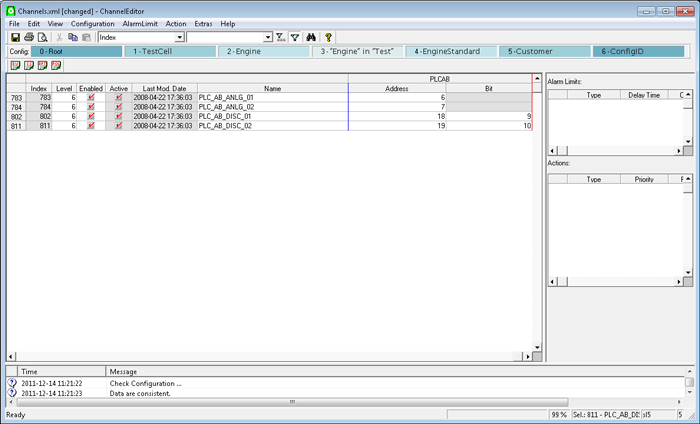 Channels.xml [changed] - ChannelEditor
File Edit View Configuration AlarmLimit Action Extras Help
Index
Config: 0 - Root 1 - TestCell 2 - Engine 3 - "Engine" in "Test" 4 - EngineStandard 5 - Customer 6 - ConfigID
PLCAB
Index Level Enabled Active Last Mod. Date Name Address Bit
783 783 6 2008-04-22 17:36:03 PLC_AB_ANLG_01 6
784 784 6 2008-04-22 17:36:03 PLC_AB_ANLG_02 7
802 802 6 2008-04-22 17:36:03 PLC_AB_DISC_01 18 9
811 811 6 2008-04-22 17:36:03 PLC_AB_DISC_02 19 10
Alarm Limits:
Type Delay Time C
Actions:
Type Priority F
Time Message
2011-12-14 11:21:22 Check Configuration ...
2011-12-14 11:21:23 Data are consistent.
Ready 99 % Sel.: 811 - PLC_AB_DI sl5 5